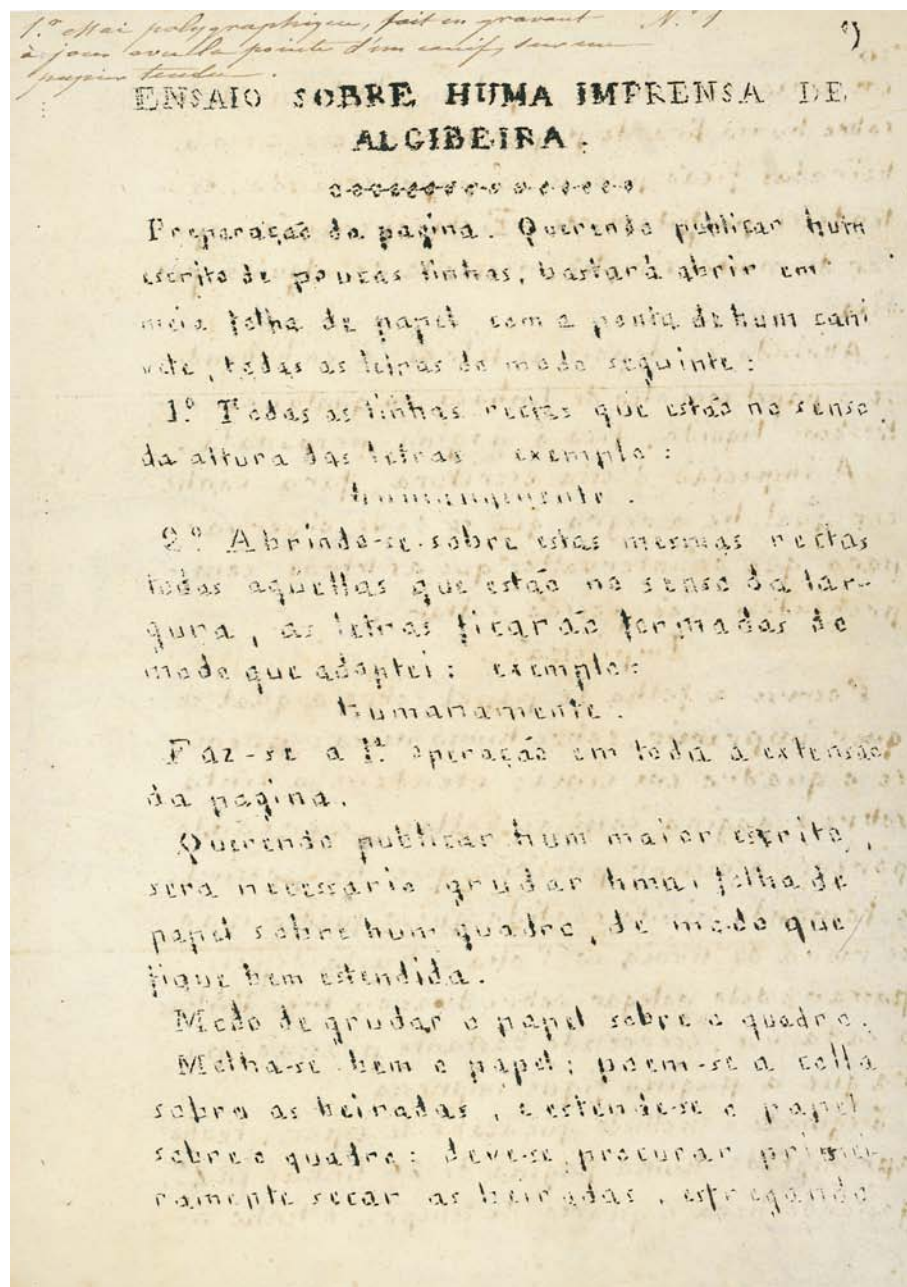 1.er essai polygraphique, fait en gravant N.º 1
à jour avec la pointe d'un canif, sur un
papier tendu.
9
ENSAIO SOBRE HUMA IMPRENSA DE
ALGIBEIRA.
Preparação da pagina. Querendo publicar hum
escrito de poucas linhas, bastará abrir em
meia folha de papel com a ponta de hum cani
vete, todas as letras do modo seguinte:
1º Todas as linhas rectas que estão no senso
da altura das letras exemplo:
humanamente.
2º Abrindo-se sobre estas mesmas rectas
todas aquellas que estão no senso da lar-
gura, as letras ficarão formadas do
modo que adoptei: exemplo:
humanamente.
Faz-se a 1ª operação em toda a extensão
da pagina.
Querendo publicar hum maior escrito,
sera necessario grudar huma folha de
papel sobre hum quadro, de modo que
fique bem estendida.
Modo de grudar o papel sobre o quadro.
Molha-se bem o papel; poem-se a colla
sobre as beiradas, e estende-se o papel
sobre o quadro: deve-se procurar primei-
ramente secar as beiradas, esfregando